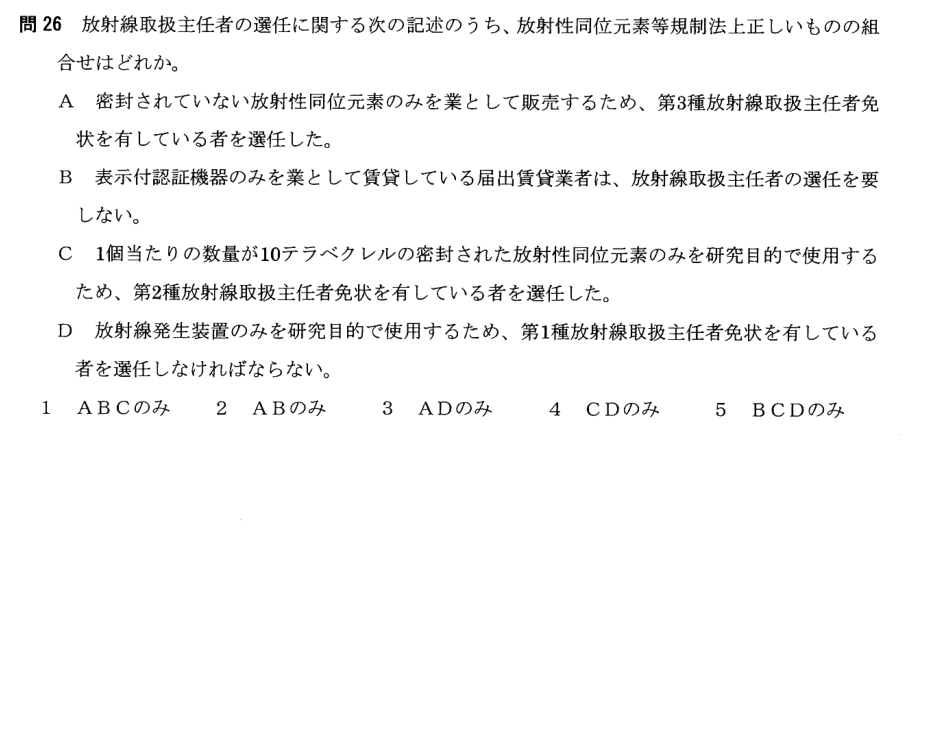 問 26　放射線取扱主任者の選任に関する次の記述のうち、放射性同位元素等規制法上正しいものの組
合せはどれか。
A　密封されていない放射性同位元素のみを業として販売するため、第3種放射線取扱主任者免
状を有している者を選任した。
B　表示付認証機器のみを業として賃貸している届出賃貸業者は、放射線取扱主任者の選任を要
しない。
C　1個当たりの数量が10テラベクレルの密封された放射性同位元素のみを研究目的で使用する
ため、第2種放射線取扱主任者免状を有している者を選任した。
D　放射線発生装置のみを研究目的で使用するため、第1種放射線取扱主任者免状を有している
者を選任しなければならない。
1　ABCのみ　2　ABのみ　3　ADのみ　4　CDのみ　5　BCDのみ